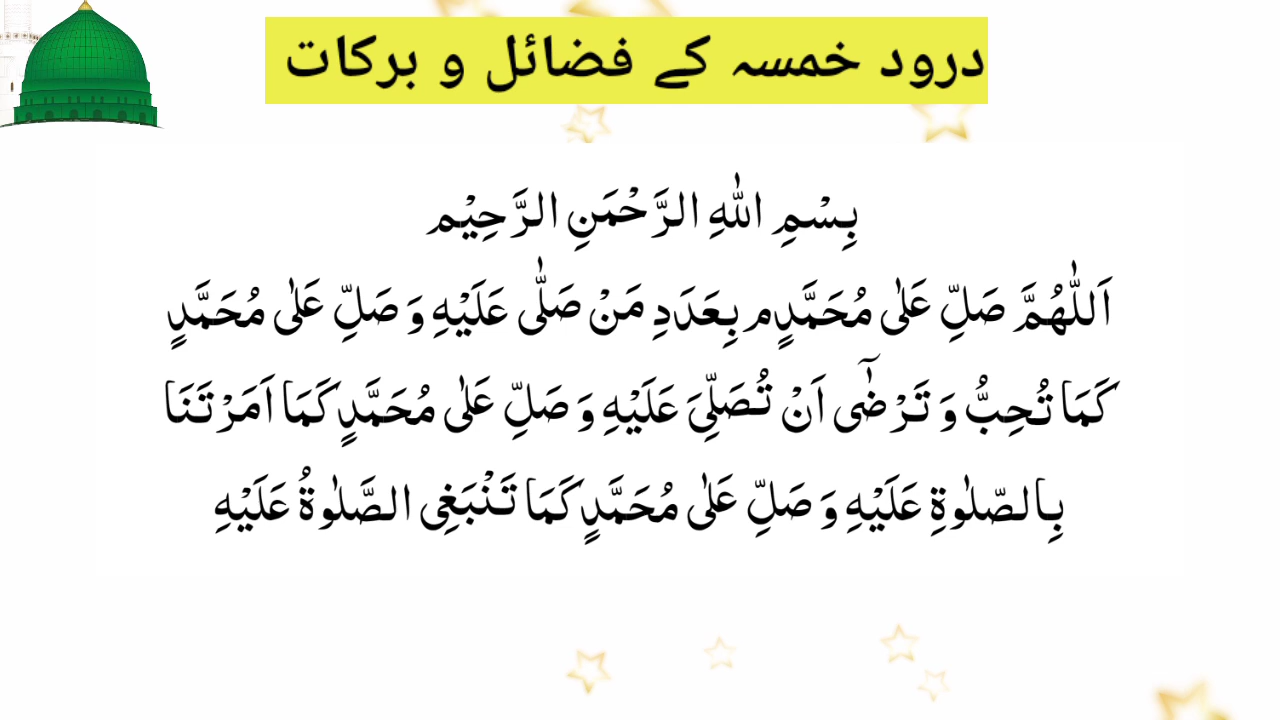 درود خمسہ کے فضائل و برکات
بِسْمِ اللّٰهِ الرَّحْمَنِ الرَّحِيْم
اَللّٰهُمَّ صَلِّ عَلٰى مُحَمَّدٍم بِعَدَدِ مَنْ صَلّٰى عَلَيْهِ وَ صَلِّ عَلٰى مُحَمَّدٍ
كَمَا تُحِبُّ وَ تَرْضٰٓى اَنْ تُصَلِّىَ عَلَيْهِ وَ صَلِّ عَلٰى مُحَمَّدٍ كَمَا اَمَرْتَنَا
بِالصّلٰوةِ عَلَيْهِ وَ صَلِّ عَلٰى مُحَمَّدٍ كَمَا تَنْبَغِى الصَّلٰوةُ عَلَيْهِ